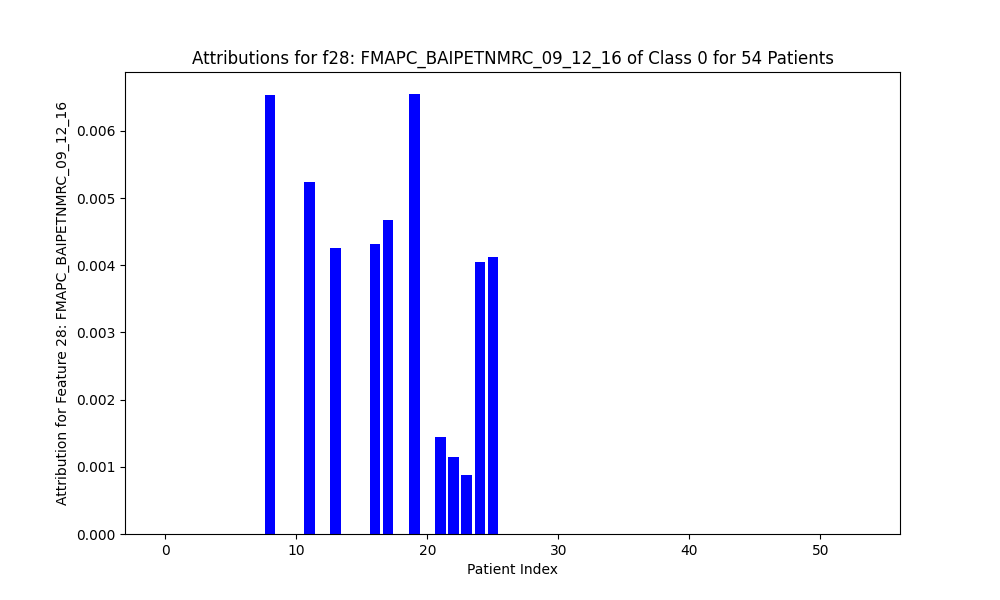 Attributions for f28: FMAPC_BAIPETNMRC_09_12_16 of Class 0 for 54 Patients
Attribution for Feature 28: FMAPC_BAIPETNMRC_09_12_16
0.006
0.005
0.004
0.003
0.002
0.001
0.000
0 10 20 30 40 50
Patient Index